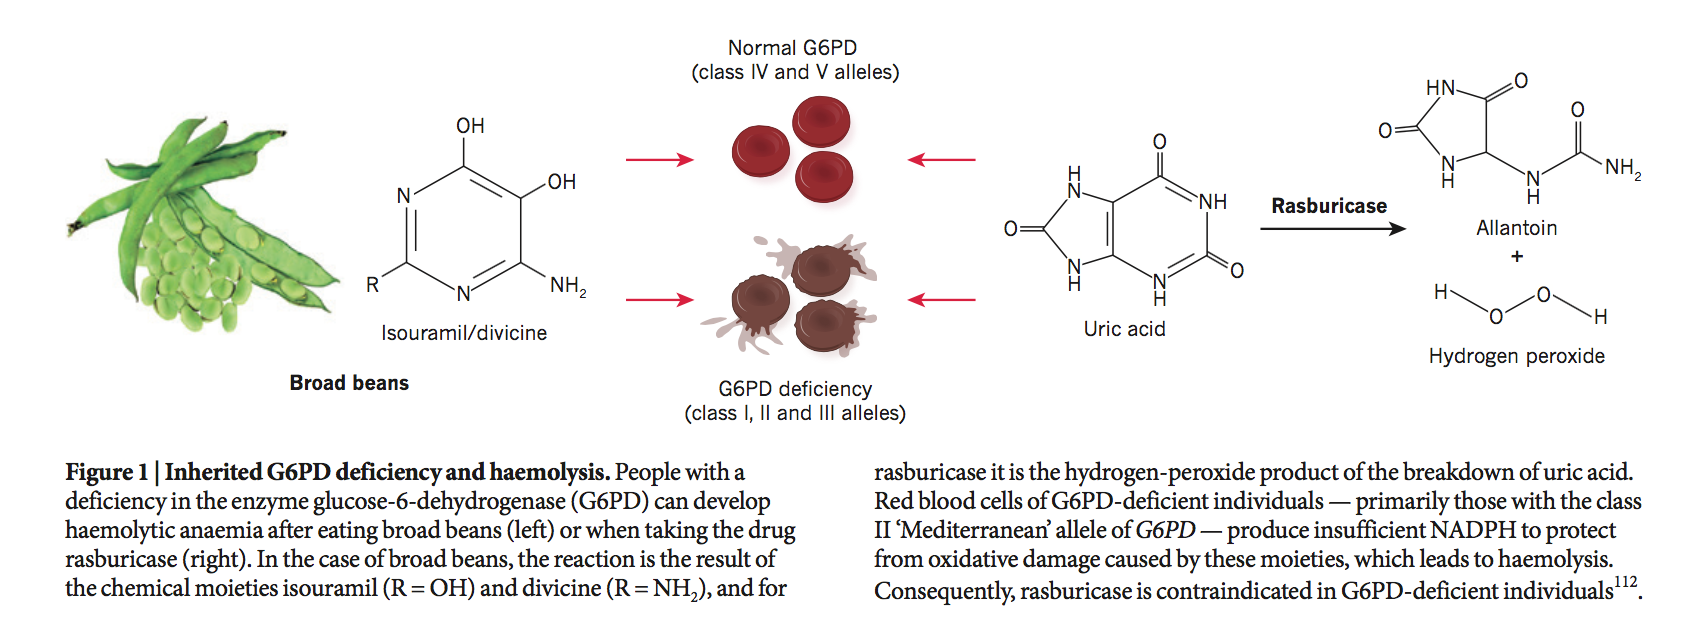 Normal G6PD
(class IV and V alleles)
OH
N
OH
R
N
NH2
Isouramil/divicine
Broad beans
G6PD deficiency
(class I, II and III alleles)
O
H
N
NH
O
N
H
N
H
O
Uric acid
Rasburicase
HN
O
O
O
N
H
N
H
NH2
Allantoin
+
H
O
O
H
Hydrogen peroxide
Figure 1 | Inherited G6PD deficiency and haemolysis. People with a
deficiency in the enzyme glucose-6-dehydrogenase (G6PD) can develop
haemolytic anaemia after eating broad beans (left) or when taking the drug
rasburicase (right). In the case of broad beans, the reaction is the result of
the chemical moieties isouramil (R = OH) and divicine (R = NH2), and for
rasburicase it is the hydrogen-peroxide product of the breakdown of uric acid.
Red blood cells of G6PD-deficient individuals — primarily those with the class
II ‘Mediterranean’ allele of G6PD — produce insufficient NADPH to protect
from oxidative damage caused by these moieties, which leads to haemolysis.
Consequently, rasburicase is contraindicated in G6PD-deficient individuals112.